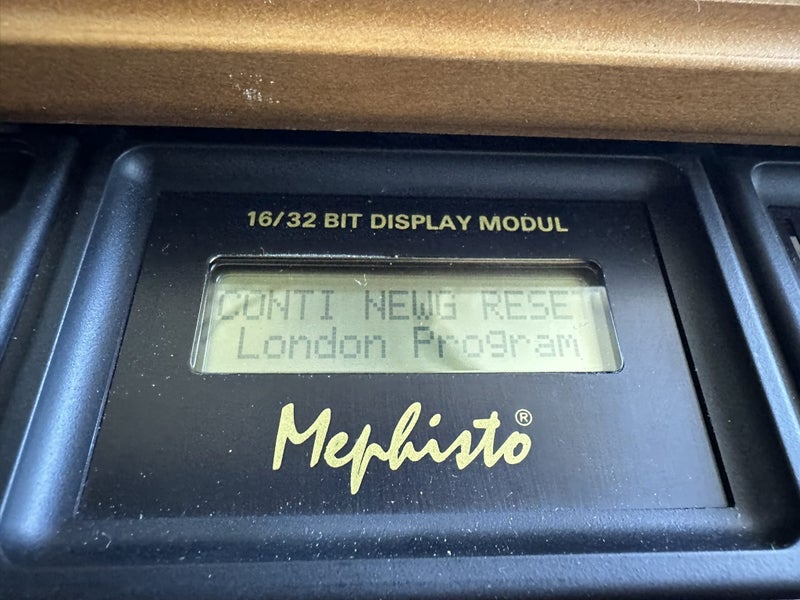 16/32 BIT DISPLAY MODUL
CONTI NEWG RESET
London Program
Mephisto®